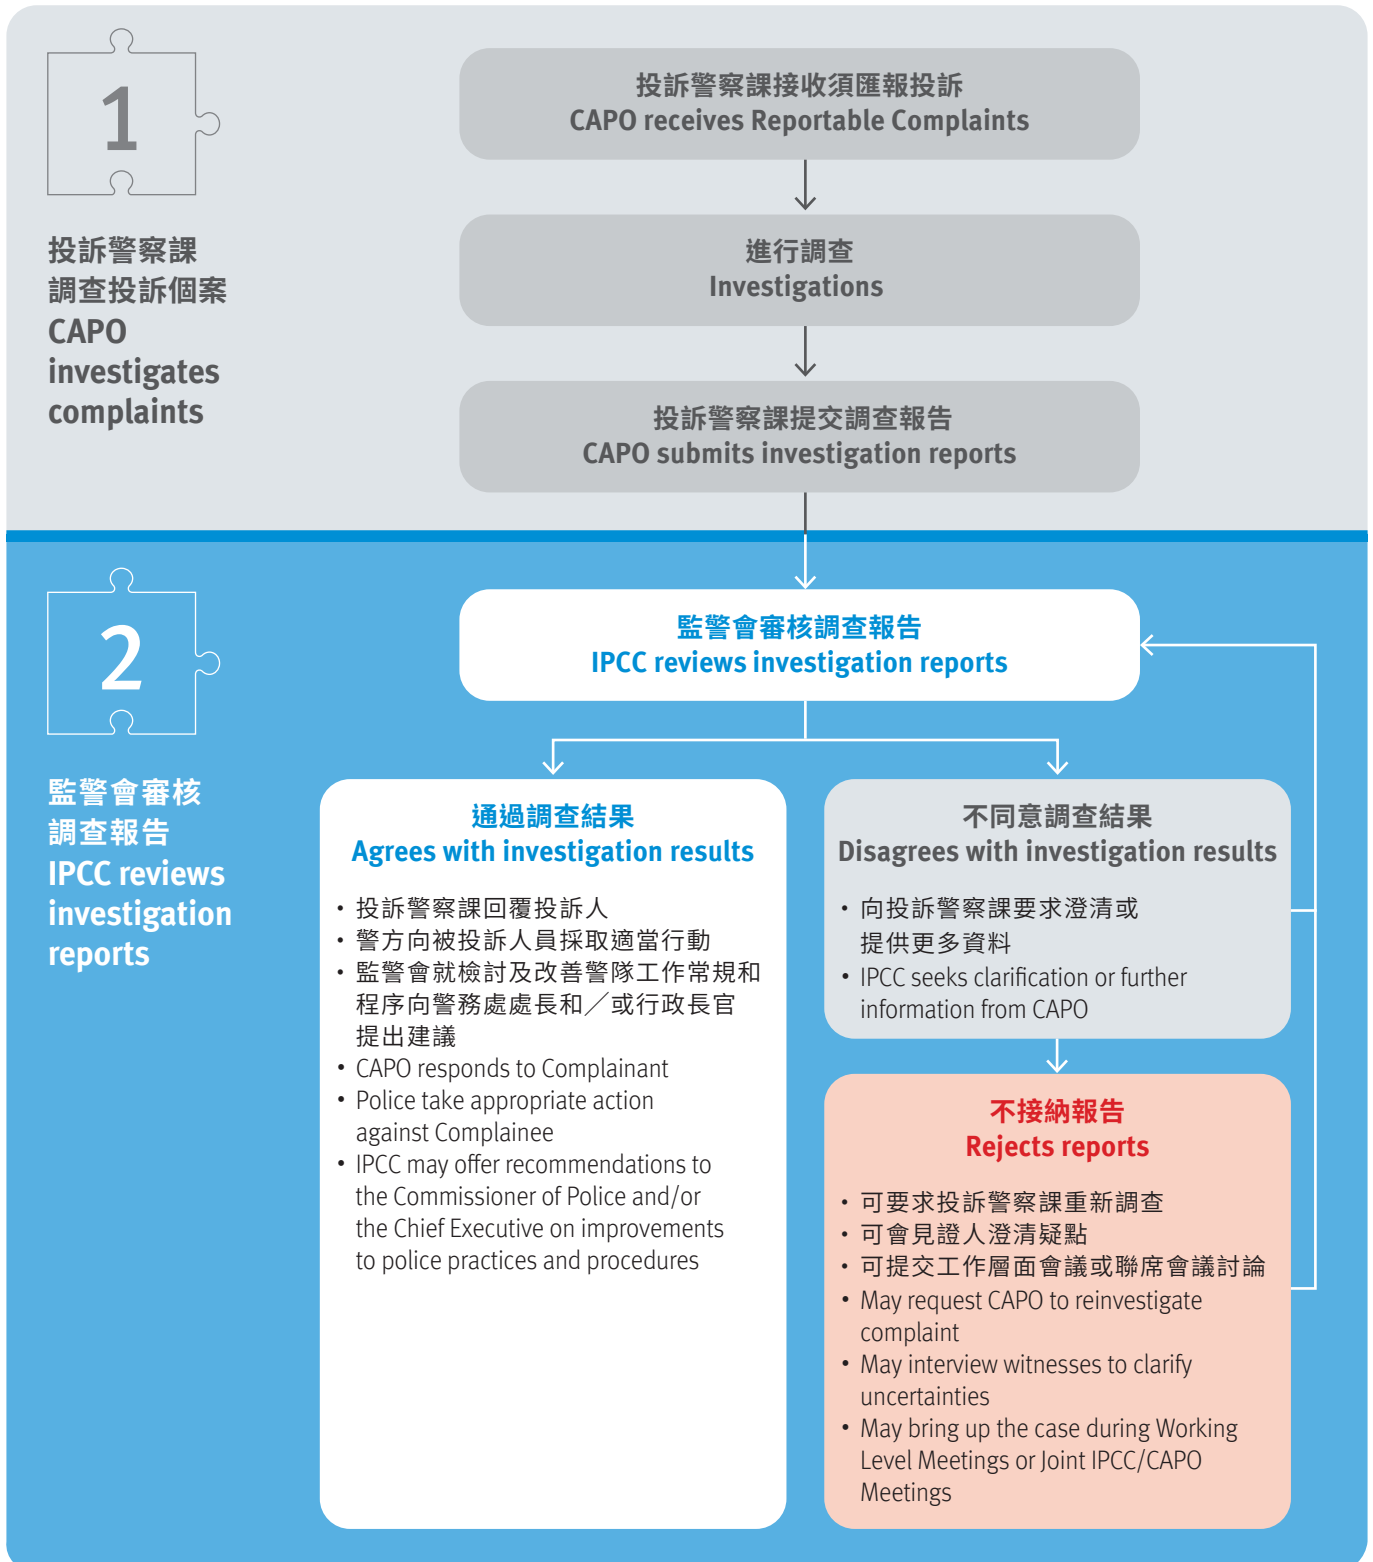 1
投訴警察課
調查投訴個案
CAPO
investigates
complaints
投訴警察課接收須匯報投訴
CAPO receives Reportable Complaints
進行調查
Investigations
投訴警察課提交調查報告
CAPO submits investigation reports
2
監警會審核
調查報告
IPCC reviews
investigation
reports
監警會審核調查報告
IPCC reviews investigation reports
通過調查結果
Agrees with investigation results
・投訴警察課回覆投訴人
・警方向被投訴人員採取適當行動
・監警會就檢討及改善警隊工作常規和
程序向警務處處長和／或行政長官
提出建議
• CAPO responds to Complainant
• Police take appropriate action
against Complainee
• IPCC may offer recommendations to
the Commissioner of Police and/or
the Chief Executive on improvements
to police practices and procedures
不同意調查結果
Disagrees with investigation results
・向投訴警察課要求澄清或
提供更多資料
• IPCC seeks clarification or further
information from CAPO
不接納報告
Rejects reports
・可要求投訴警察課重新調查
・可會見證人澄清疑點
・可提交工作層面會議或聯席會議討論
• May request CAPO to reinvestigate
complaint
• May interview witnesses to clarify
uncertainties
• May bring up the case during Working
Level Meetings or Joint IPCC/CAPO
Meetings